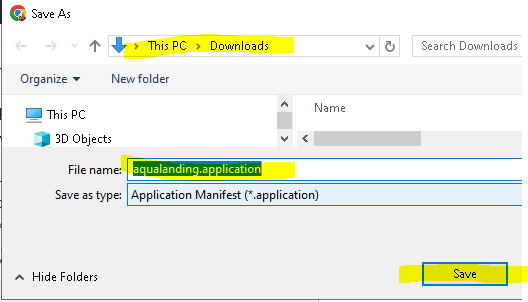 Save As
This PC > Downloads
Search Downloads
Organize
New folder
This PC
3D Objects
Name
File name: aqualanding.application
Save as type: Application Manifest (*.application)
Hide Folders
Save